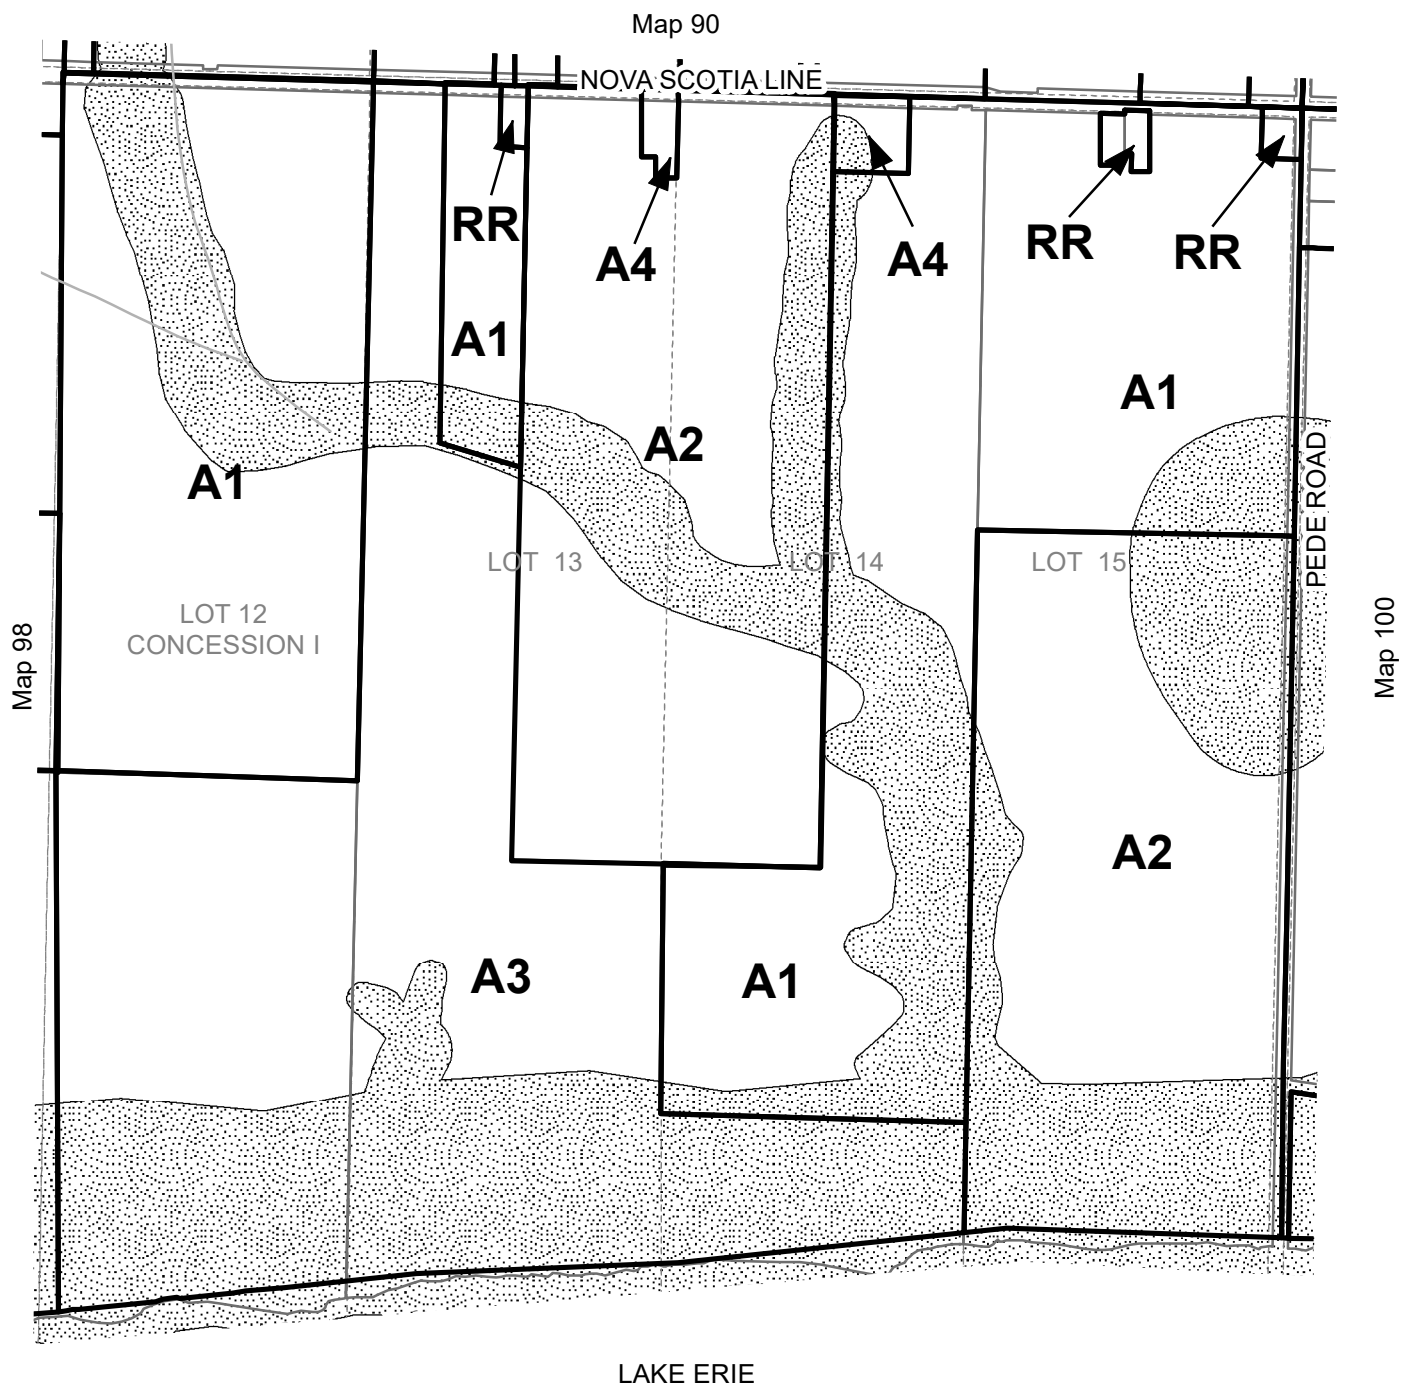 Map 90
NOVA SCOTIA LINE
RR
A4
A4
RR
RR
A1
A1
A2
A1
PEDE ROAD
LOT 13
LOT 14
LOT 15
LOT 12
CONCESSION I
Map 98
Map 100
A2
A3
A1
LAKE ERIE